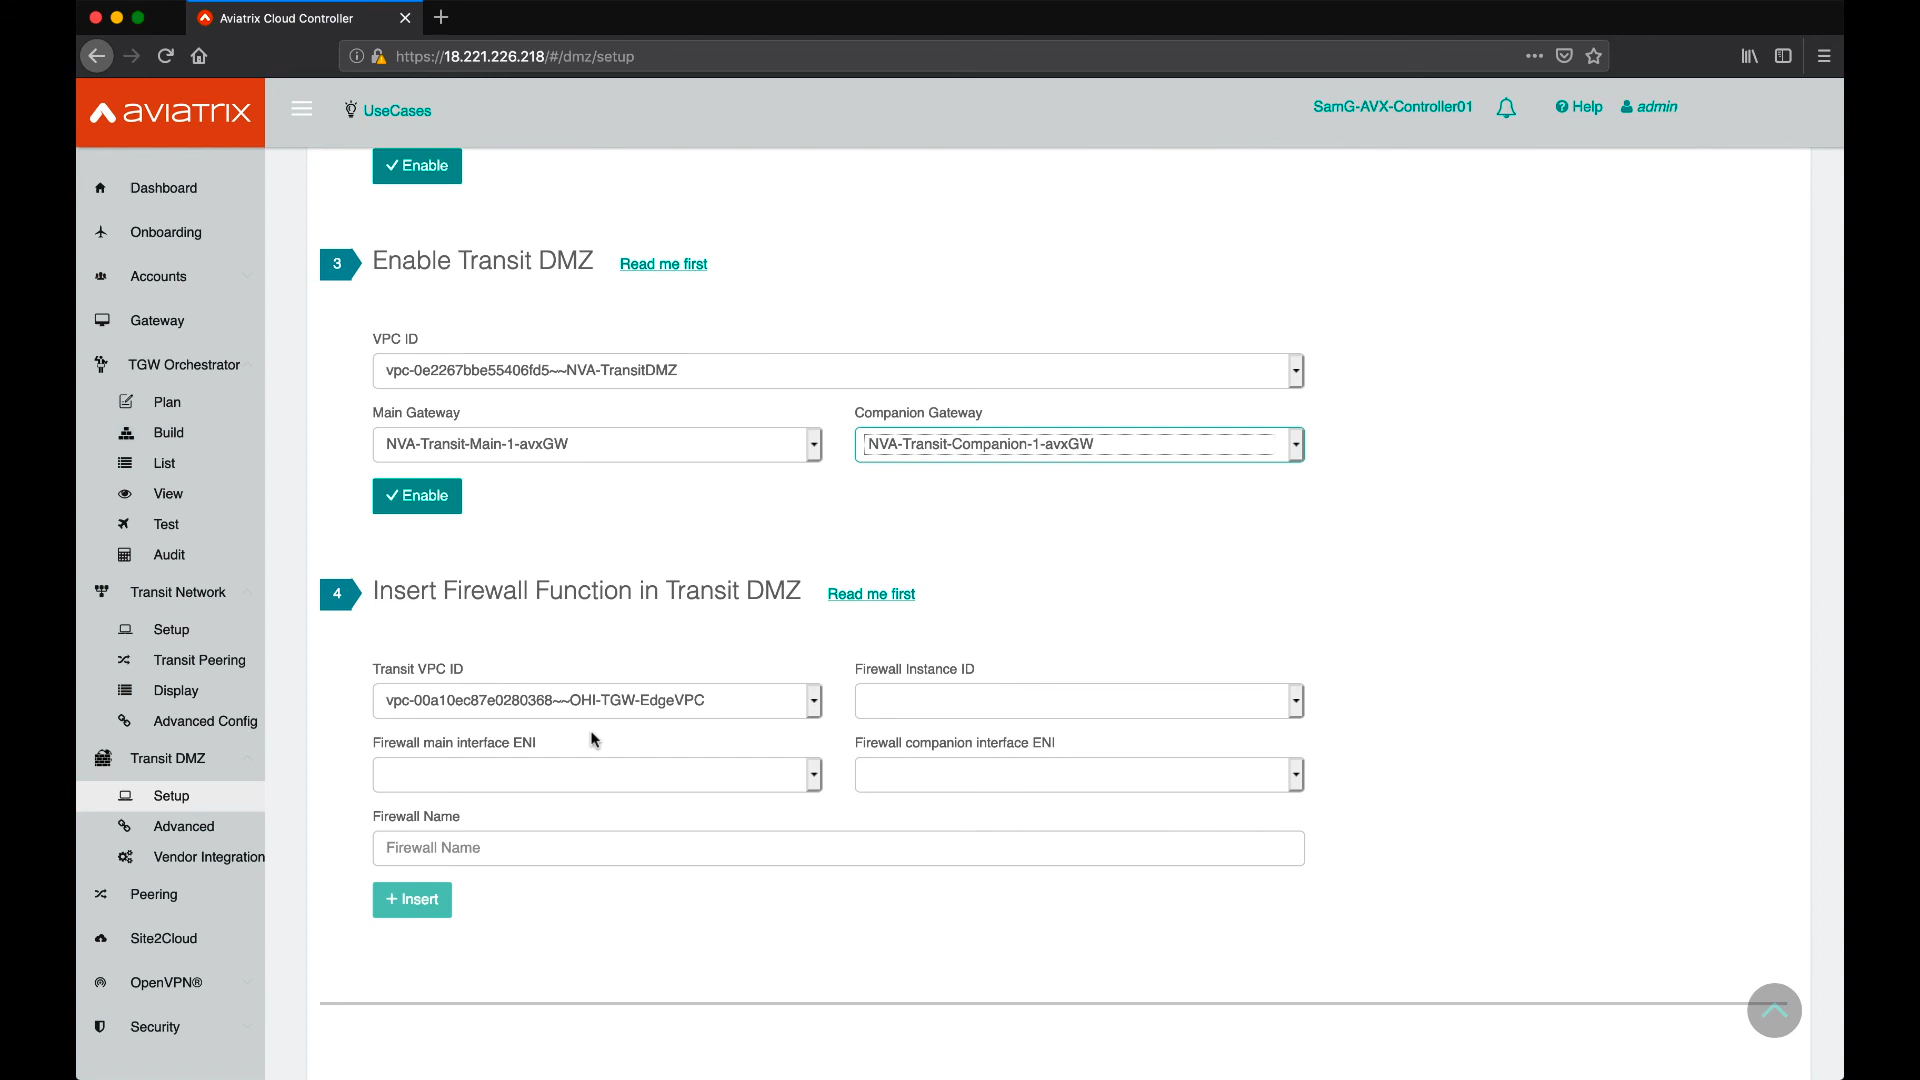 Aviatrix Cloud Controller
https://18.221.226.218/#/dmz/setup
aviatrix
UseCases
SamG-AVX-Controller01
Help
admin
Dashboard
Onboarding
Accounts
Gateway
TGW Orchestrator
Plan
Build
List
View
Test
Audit
Transit Network
Setup
Transit Peering
Display
Advanced Config
Transit DMZ
Setup
Advanced
Vendor Integration
Peering
Site2Cloud
OpenVPN®
Security
Enable
3 Enable Transit DMZ Read me first
VPC ID
vpc-0e2267bbe55406fd5~~NVA-TransitDMZ
Main Gateway Companion Gateway
NVA-Transit-Main-1-avxGW NVA-Transit-Companion-1-avxGW
Enable
4 Insert Firewall Function in Transit DMZ Read me first
Transit VPC ID Firewall Instance ID
vpc-00a10ec87e0280368~~OHI-TGW-EdgeVPC
Firewall main interface ENI Firewall companion interface ENI
Firewall Name
Firewall Name
+ Insert